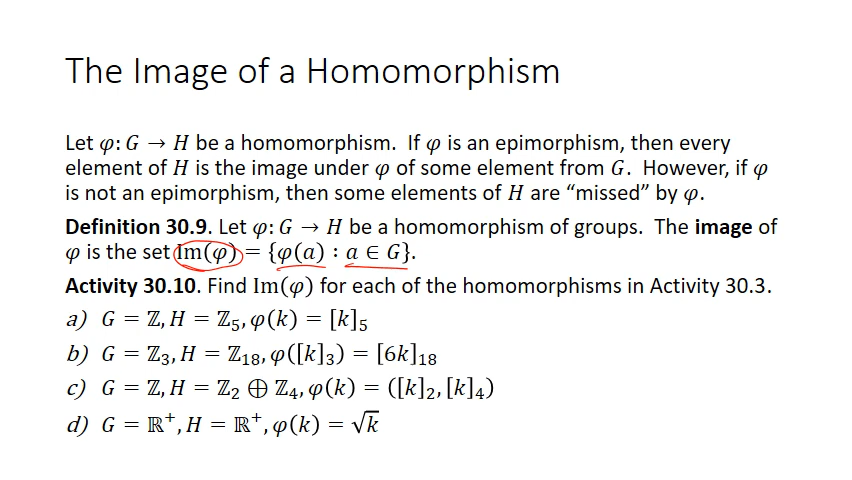 The Image of a Homomorphism
Let φ: G → H be a homomorphism. If φ is an epimorphism, then every
element of H is the image under φ of some element from G. However, if φ
is not an epimorphism, then some elements of H are “missed” by φ.
Definition 30.9. Let φ: G → H be a homomorphism of groups. The image of
φ is the set Im(φ) = {φ(a) : a ∈ G}.
Activity 30.10. Find Im(φ) for each of the homomorphisms in Activity 30.3.
a) G = ℤ, H = ℤ₅, φ(k) = [k]₅
b) G = ℤ₃, H = ℤ₁₈, φ([k]₃) = [6k]₁₈
c) G = ℤ, H = ℤ₂ ⊕ ℤ₄, φ(k) = ([k]₂, [k]₄)
d) G = ℝ⁺, H = ℝ⁺, φ(k) = √k